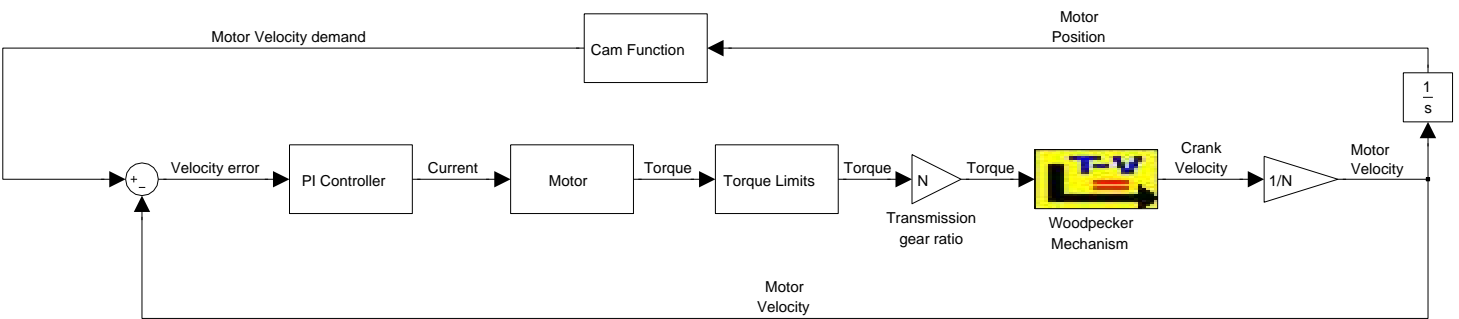 Motor Velocity demand
Cam Function
Motor
Position
1
s
+
−
Velocity error
PI Controller
Current
Motor
Torque
Torque Limits
Torque
N
Transmission
gear ratio
Torque
T-V
Woodpecker
Mechanism
Crank
Velocity
1/N
Motor
Velocity
Motor
Velocity